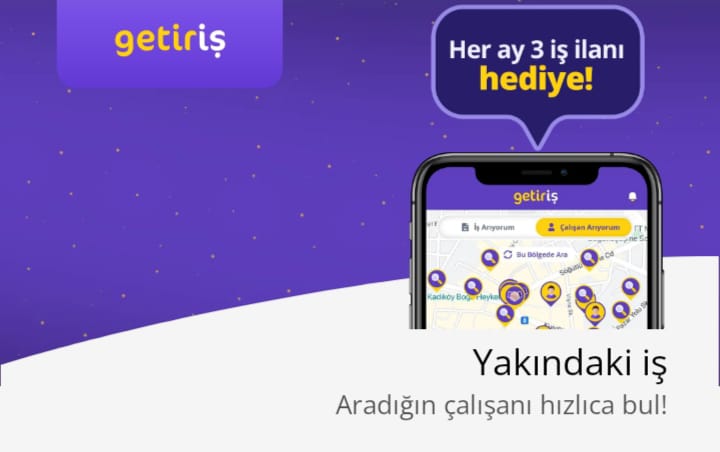 getiriş
Her ay 3 iş ilanı
hediye!
getiriş
İş Arıyorum
Çalışan Arıyorum
Bu Bölgede Ara
Kadıköy Boğa Heykel
Yakındaki iş
Aradığın çalışanı hızlıca bul!